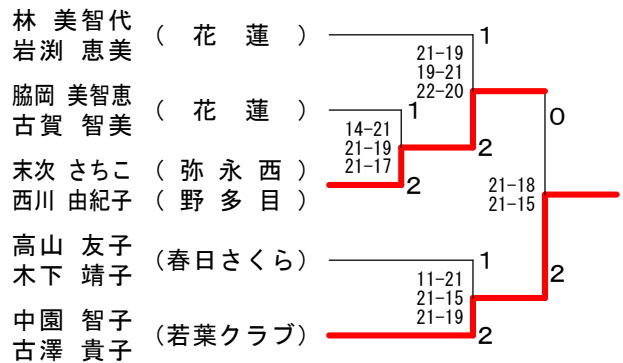 林 美智代
岩渕 恵美
( 花 蓮 )
1
21-19
19-21
22-20
脇岡 美智恵
古賀 智美
( 花 蓮 )
1
0
14-21
21-19
21-17
2
末次 さちこ ( 弥 永 西 )
西川 由紀子 ( 野 多 目 )
2
21-18
21-15
高山 友子
木下 靖子
(春日さくら)
1
2
11-21
21-15
21-19
中園 智子
古澤 貴子
(若葉クラブ)
2